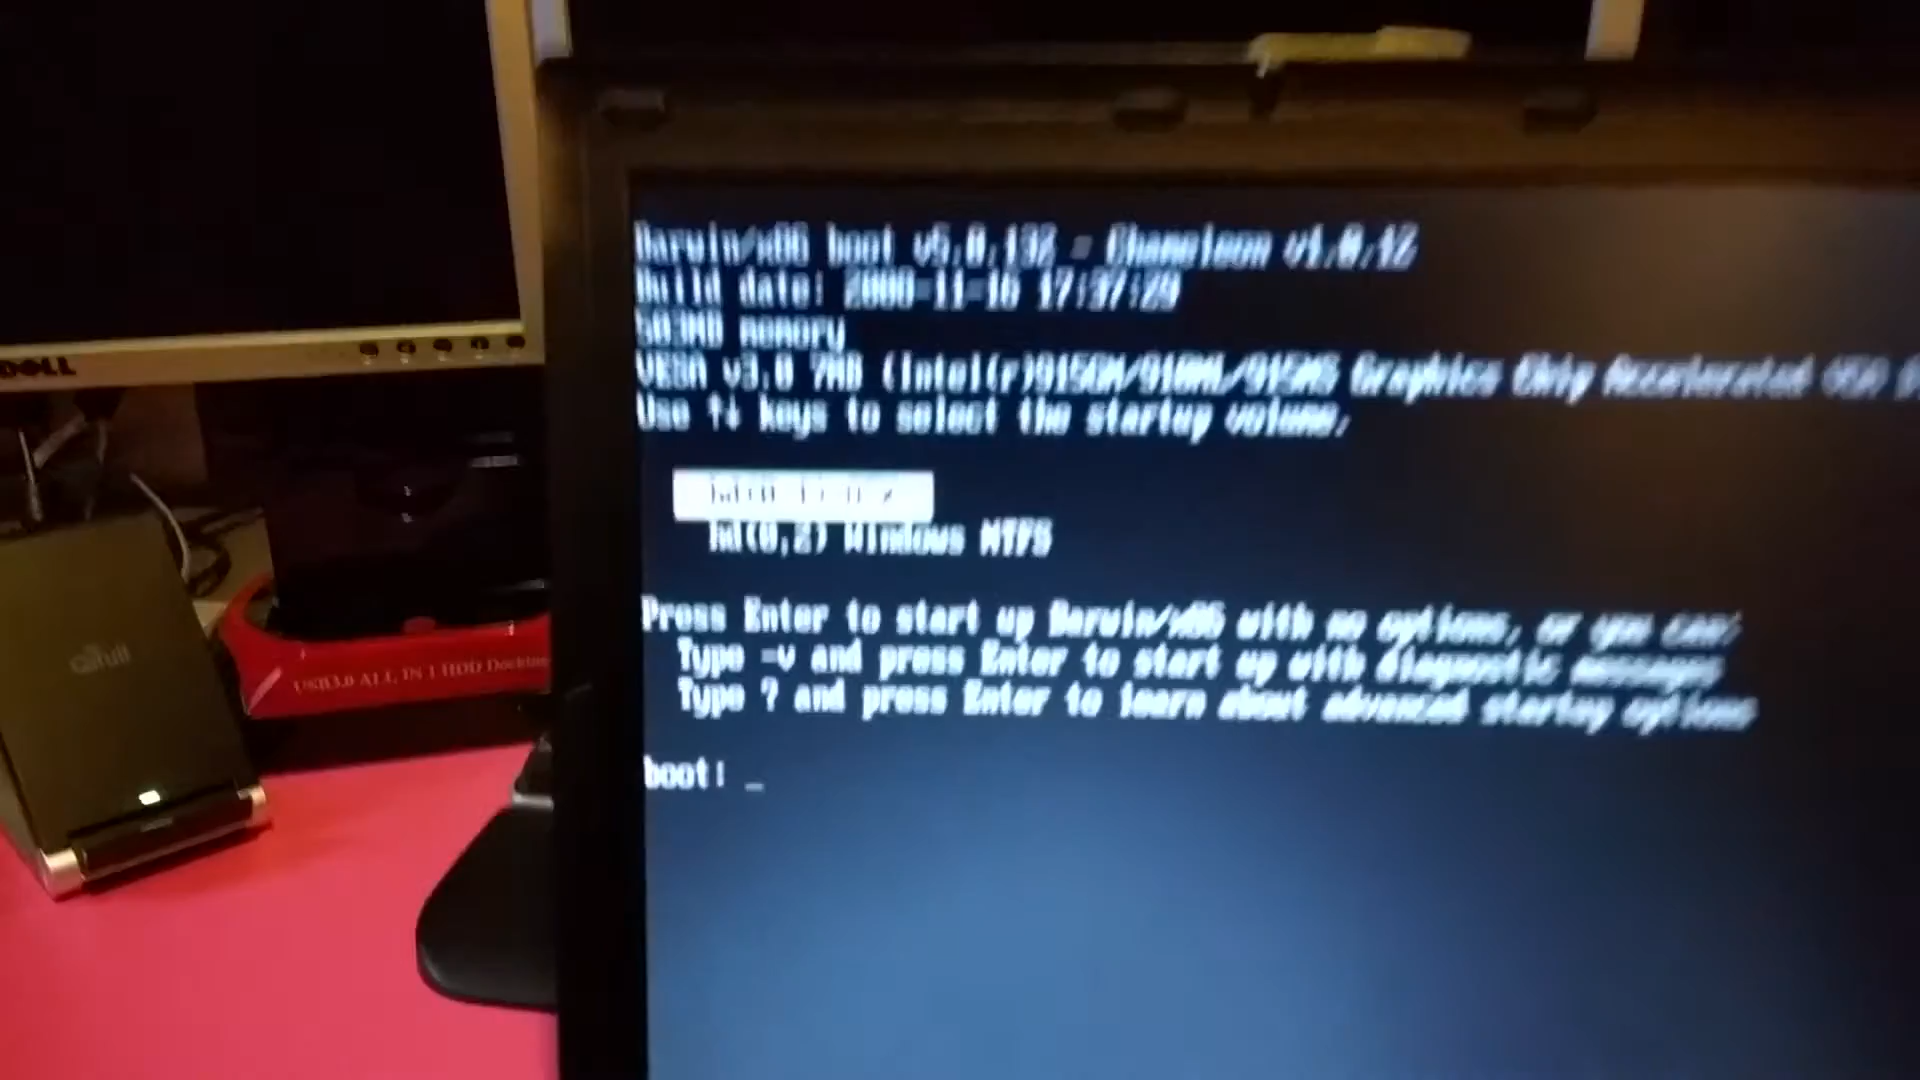 DELL
Darwin/x86 boot v5.0.132 - Chameleon v1.0.12
Build date: 2008-11-16 17:37:29
503MB memory
VESA v3.0 7MB (Intel(r)915GM/910ML/915MS Graphics Chip Accelerated VGA
Use ↑↓ keys to select the startup volume:
hd(0,2) Windows NTFS
Press Enter to start up Darwin/x86 with no options, or you can:
Type -v and press Enter to start up with diagnostic messages
Type ? and press Enter to learn about advanced startup options
boot: _
USB3.0 ALL IN 1 HDD Docking